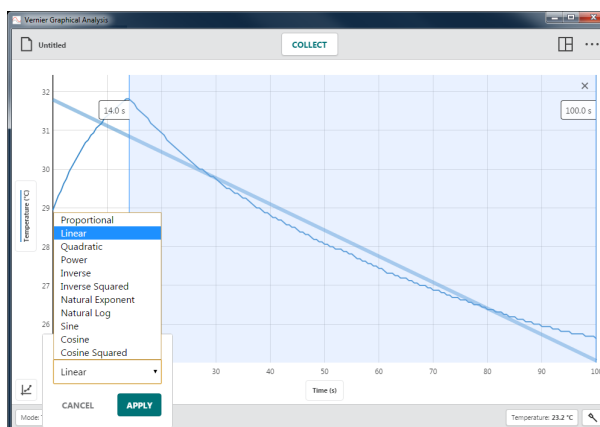 Vernier Graphical Analysis
Untitled
COLLECT
32
14.0 s
100.0 s
31
30
29
28
27
26
Temperature (°C)
Proportional
Linear
Quadratic
Power
Inverse
Inverse Squared
Natural Exponent
Natural Log
Sine
Cosine
Cosine Squared
Linear
30
40
50
60
70
80
90
Time (s)
CANCEL
APPLY
Mode:
Temperature: 23.2 °C